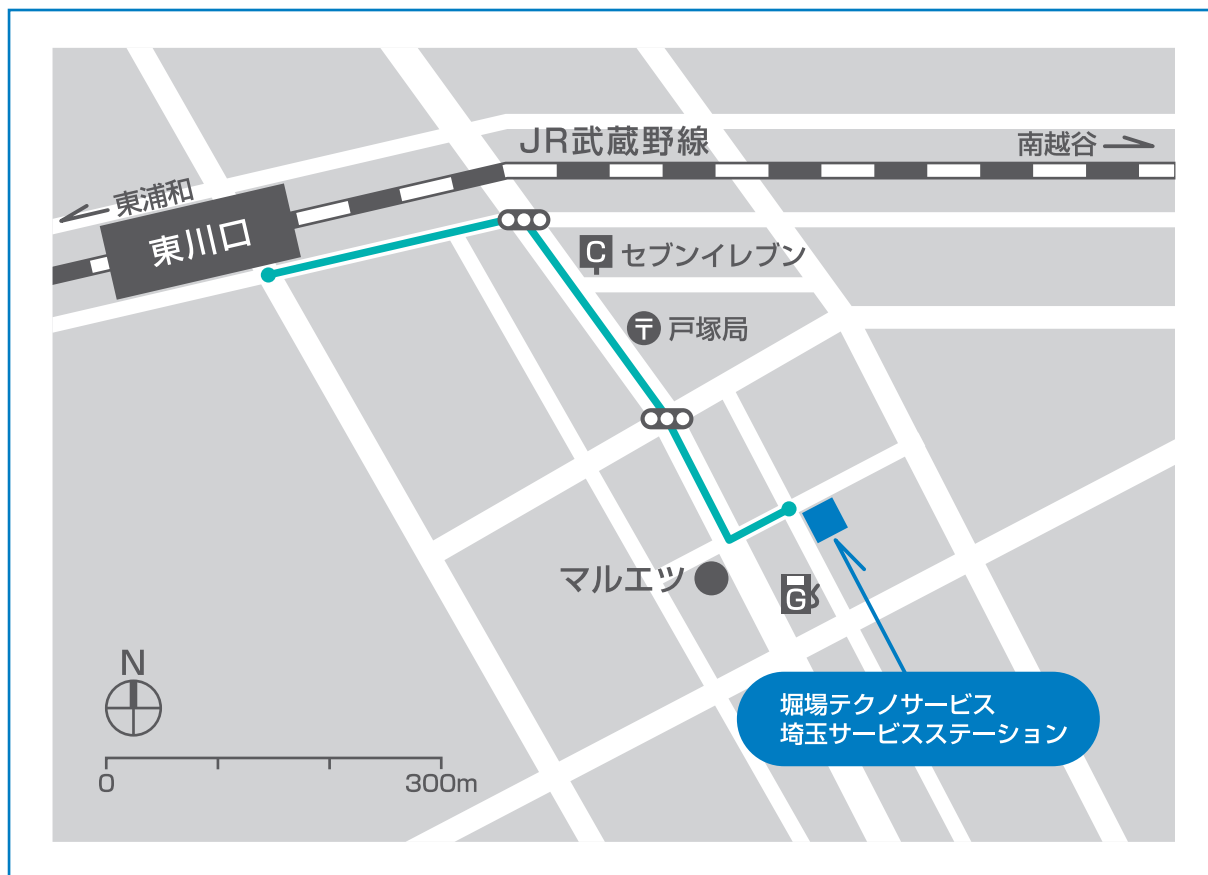 JR武蔵野線
南越谷
東浦和
東川口
C セブンイレブン
〒 戸塚局
マルエツ
G
N
0 300m
堀場テクノサービス
埼玉サービスステーション